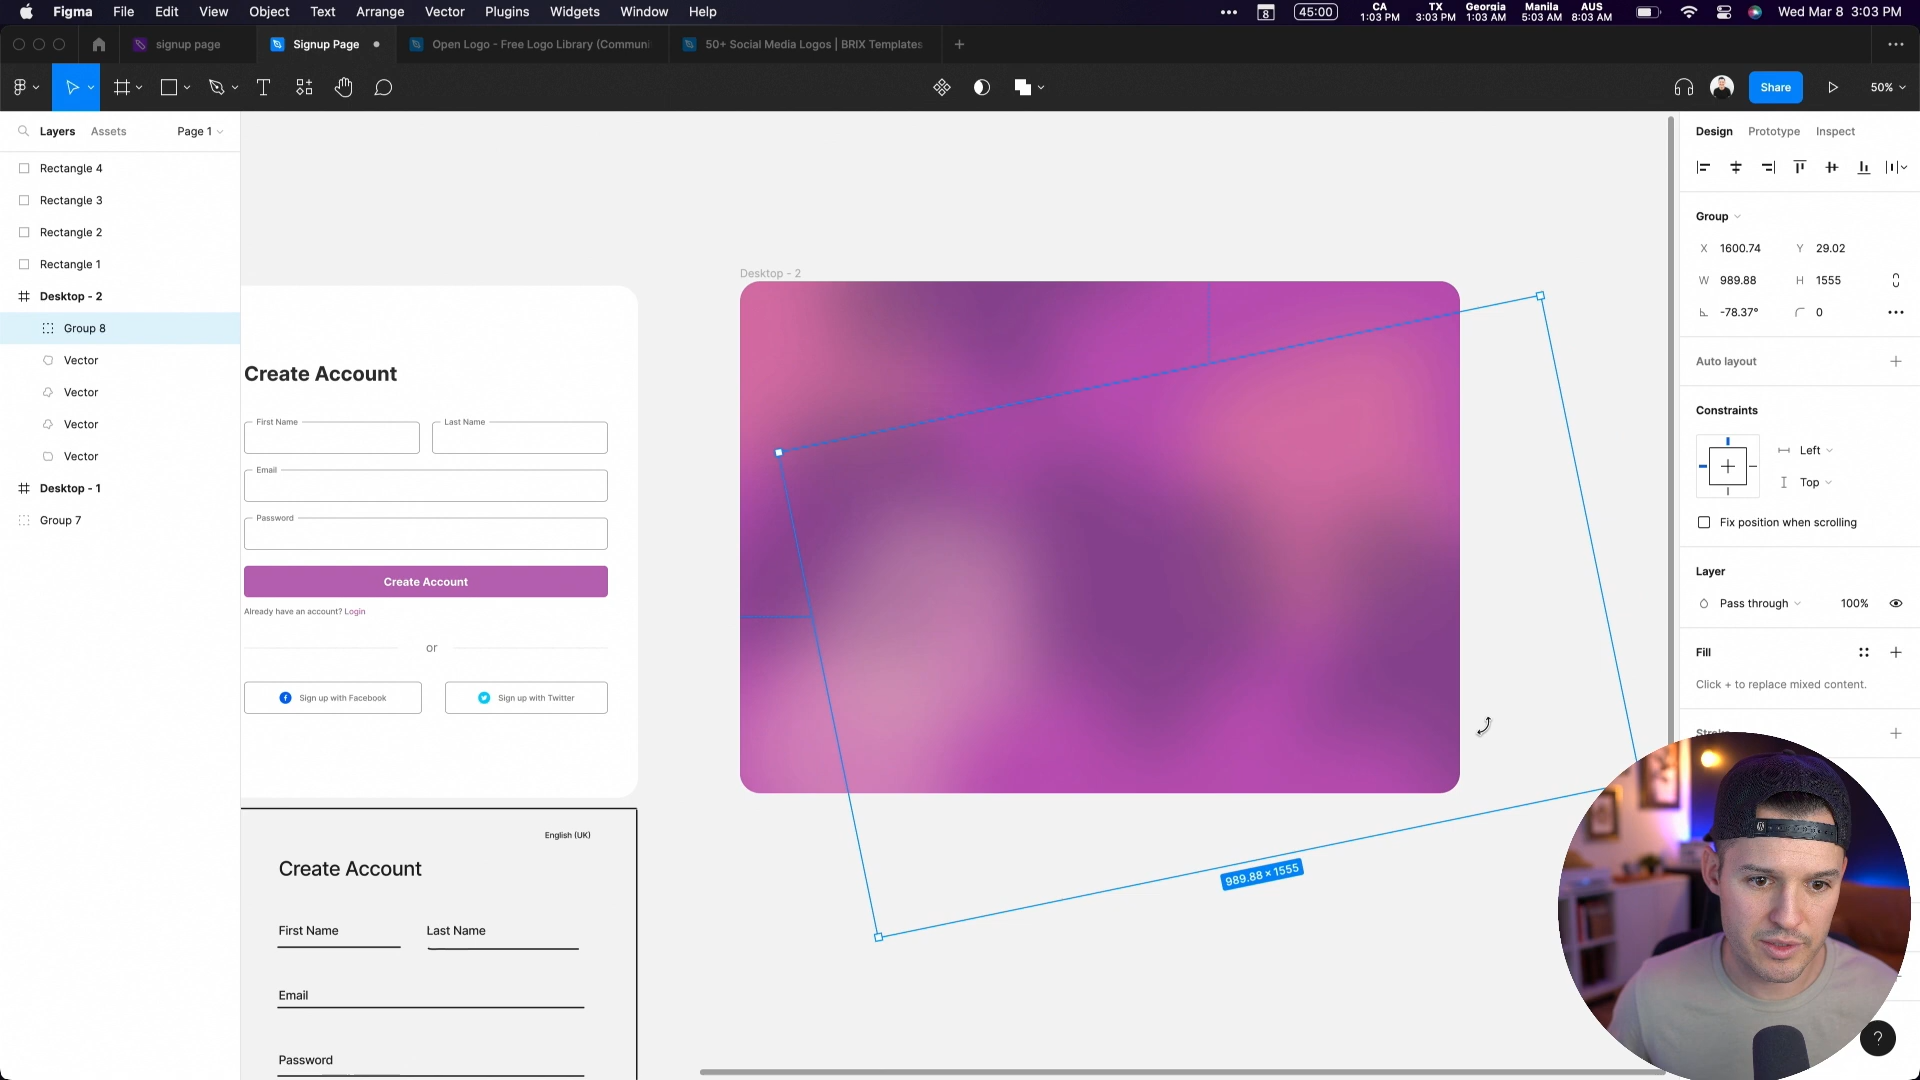 Figma File Edit View Object Text Arrange Vector Plugins Widgets Window Help
8 45:00 CA 1:03 PM TX 3:03 PM Georgia 1:03 AM Manila 5:03 AM AUS 8:03 AM Wed Mar 8 3:03 PM
signup page Signup Page Open Logo - Free Logo Library (Commun 50+ Social Media Logos | BRIX Templates
Share 50%
Layers Assets Page 1
Rectangle 4
Rectangle 3
Rectangle 2
Rectangle 1
Desktop - 2
Group 8
Vector
Vector
Vector
Vector
Desktop - 1
Group 7
Create Account
First Name Last Name
Email
Password
Create Account
Already have an account? Login
or
Sign up with Facebook Sign up with Twitter
English (UK)
Create Account
First Name Last Name
Email
Password
Desktop - 2
989.88 × 1555
Design Prototype Inspect
Group
X 1600.74 Y 29.02
W 989.88 H 1555
-78.37° 0
Auto layout
Constraints
Left
Top
Fix position when scrolling
Layer
Pass through 100%
Fill
Click + to replace mixed content.
Stroke
?